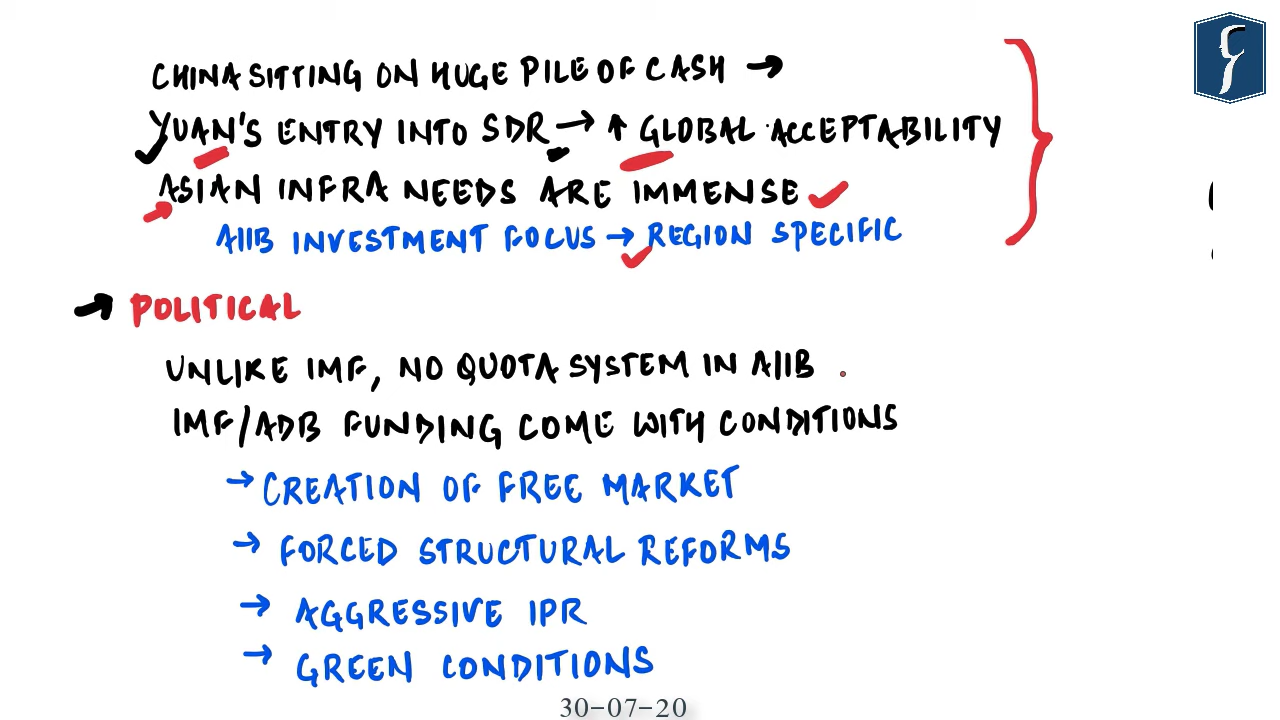 CHINA SITTING ON HUGE PILE OF CASH →
YUAN'S ENTRY INTO SDR → ↑ GLOBAL ACCEPTABILITY
ASIAN INFRA NEEDS ARE IMMENSE ✓
AIIB INVESTMENT FOCUS → REGION SPECIFIC
→ POLITICAL
UNLIKE IMF, NO QUOTA SYSTEM IN AIIB
IMF/ADB FUNDING COME WITH CONDITIONS
→ CREATION OF FREE MARKET
→ FORCED STRUCTURAL REFORMS
→ AGGRESSIVE IPR
→ GREEN CONDITIONS
30-07-20